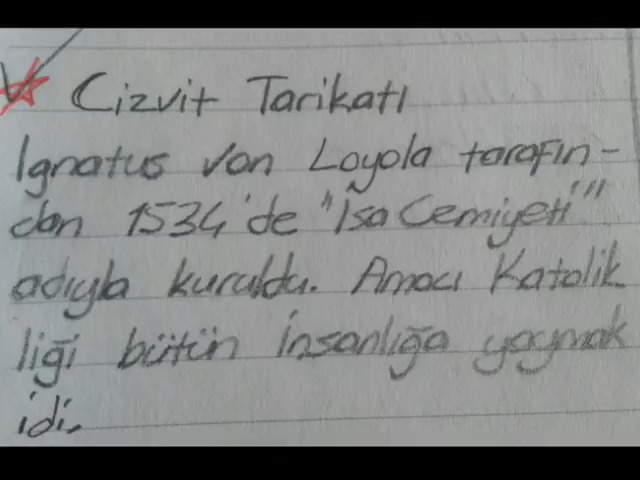 Cizvit Tarikatı
Ignatus von Loyola tarafın-
dan 1534'de "İsa Cemiyeti"
adıyla kuruldu. Amacı Katolik
liği bütün İnsanlığa yaymak
idi.